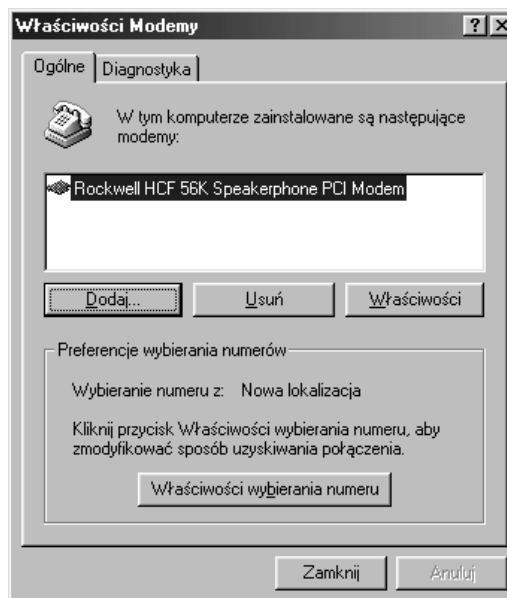 Właściwości Modemy
Ogólne Diagnostyka
W tym komputerze zainstalowane są następujące
modemy:
Rockwell HCF 56K Speakerphone PCI Modem
Dodaj... Usuń Właściwości
Preferencje wybierania numerów
Wybieranie numeru z: Nowa lokalizacja
Kliknij przycisk Właściwości wybierania numeru, aby
zmodyfikować sposób uzyskiwania połączenia.
Właściwości wybierania numeru
Zamknij Anuluj